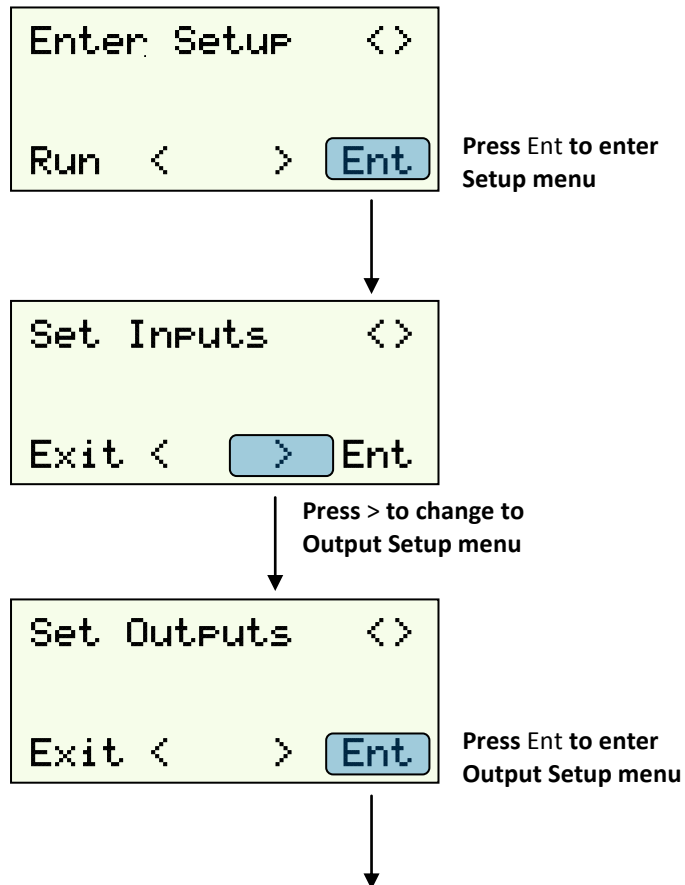 Enter Setup <>
Run < > Ent
Press Ent to enter
Setup menu
Set Inputs <>
Exit < > Ent
Press > to change to
Output Setup menu
Set Outputs <>
Exit < > Ent
Press Ent to enter
Output Setup menu